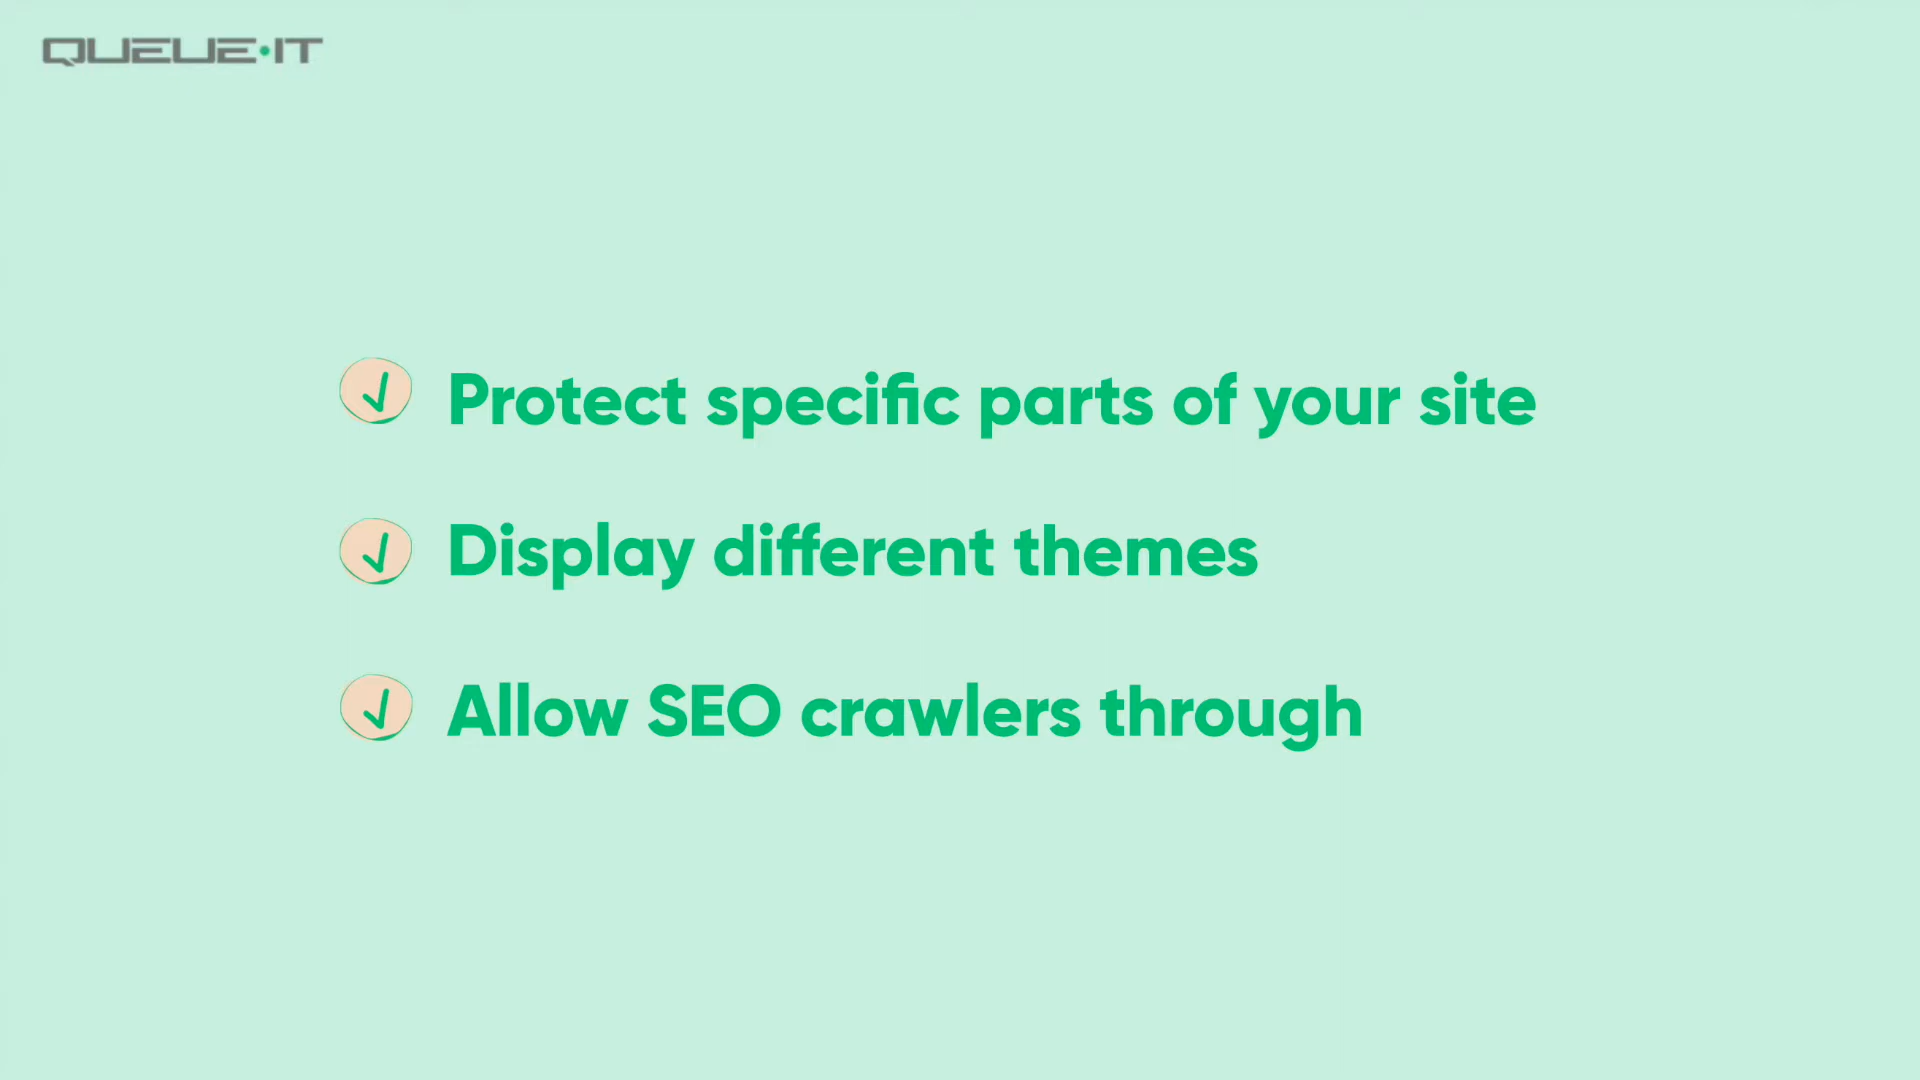 QUEUE·IT
Protect specific parts of your site
Display different themes
Allow SEO crawlers through